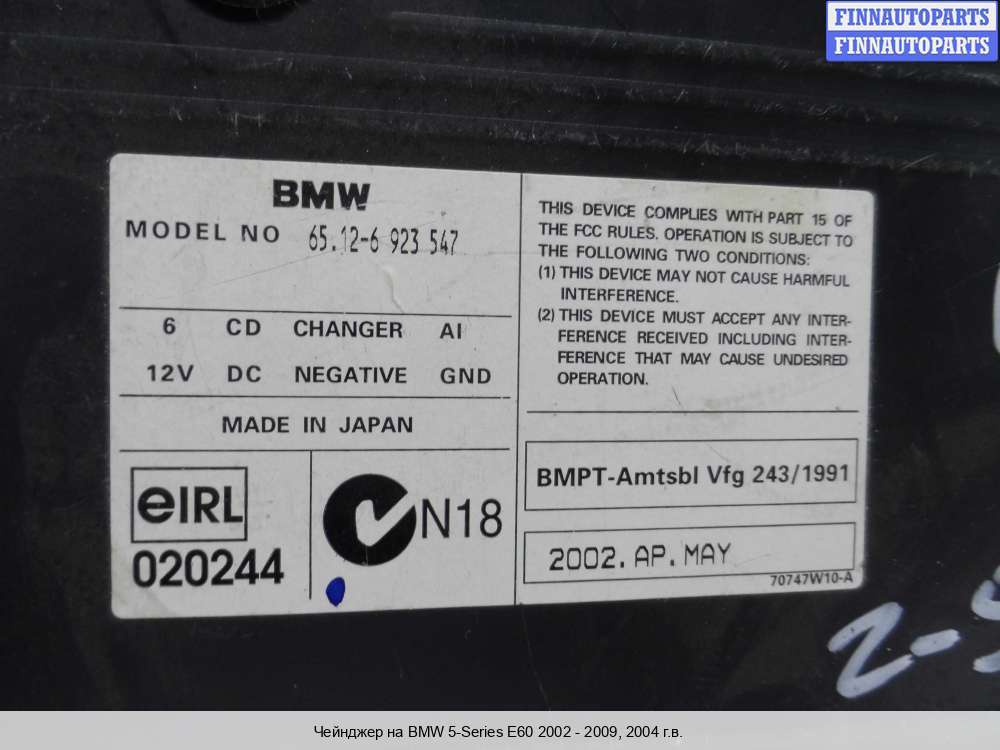 FINNAUTOPARTS
FINNAUTOPARTS
BMW
MODEL NO 65.12-6 923 547
6 CD CHANGER AI
12V DC NEGATIVE GND
MADE IN JAPAN
eIRL
020244
N18
THIS DEVICE COMPLIES WITH PART 15 OF
THE FCC RULES. OPERATION IS SUBJECT TO
THE FOLLOWING TWO CONDITIONS:
(1) THIS DEVICE MAY NOT CAUSE HARMFUL
INTERFERENCE.
(2) THIS DEVICE MUST ACCEPT ANY INTER-
FERENCE RECEIVED INCLUDING INTER-
FERENCE THAT MAY CAUSE UNDESIRED
OPERATION.
BMPT-Amtsbl Vfg 243/1991
2002. AP. MAY
70747W10-A
Чейнджер на BMW 5-Series E60 2002 - 2009, 2004 г.в.